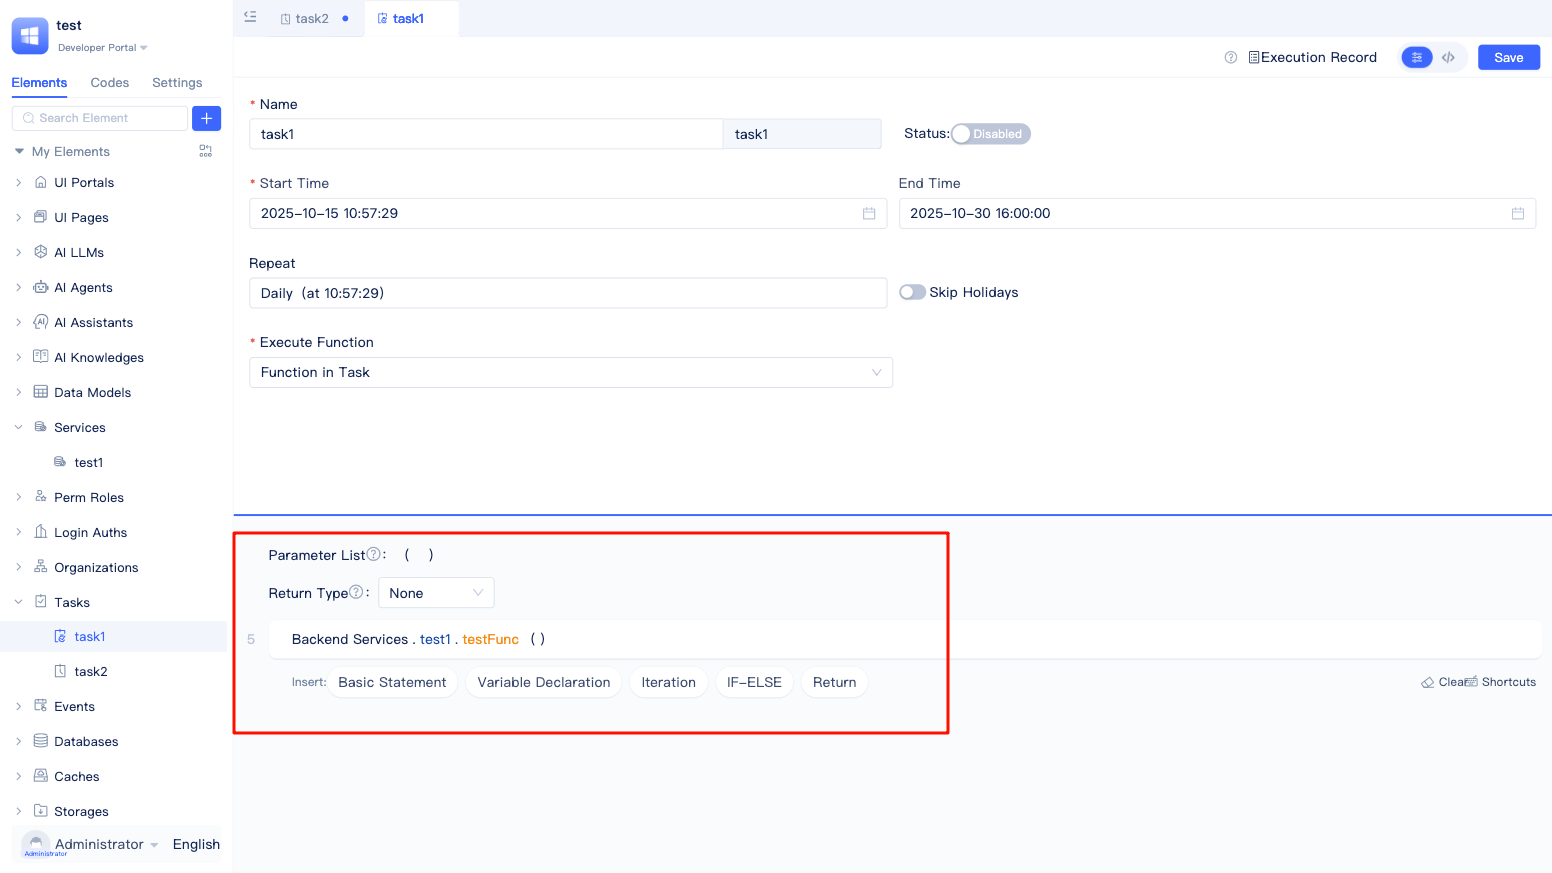 test
Developer Portal
Elements Codes Settings
Search Element
My Elements
UI Portals
UI Pages
AI LLMs
AI Agents
AI Assistants
AI Knowledges
Data Models
Services
test1
Perm Roles
Login Auths
Organizations
Tasks
task1
task2
Events
Databases
Caches
Storages
Administrator English
Administrator
task2 task1
Execution Record Save
* Name
task1 task1 Status: Disabled
* Start Time End Time
2025-10-15 10:57:29 2025-10-30 16:00:00
Repeat
Daily (at 10:57:29) Skip Holidays
* Execute Function
Function in Task
Parameter List : ( )
Return Type : None
5 Backend Services . test1 . testFunc ( )
Insert: Basic Statement Variable Declaration Iteration IF-ELSE Return Clear Shortcuts